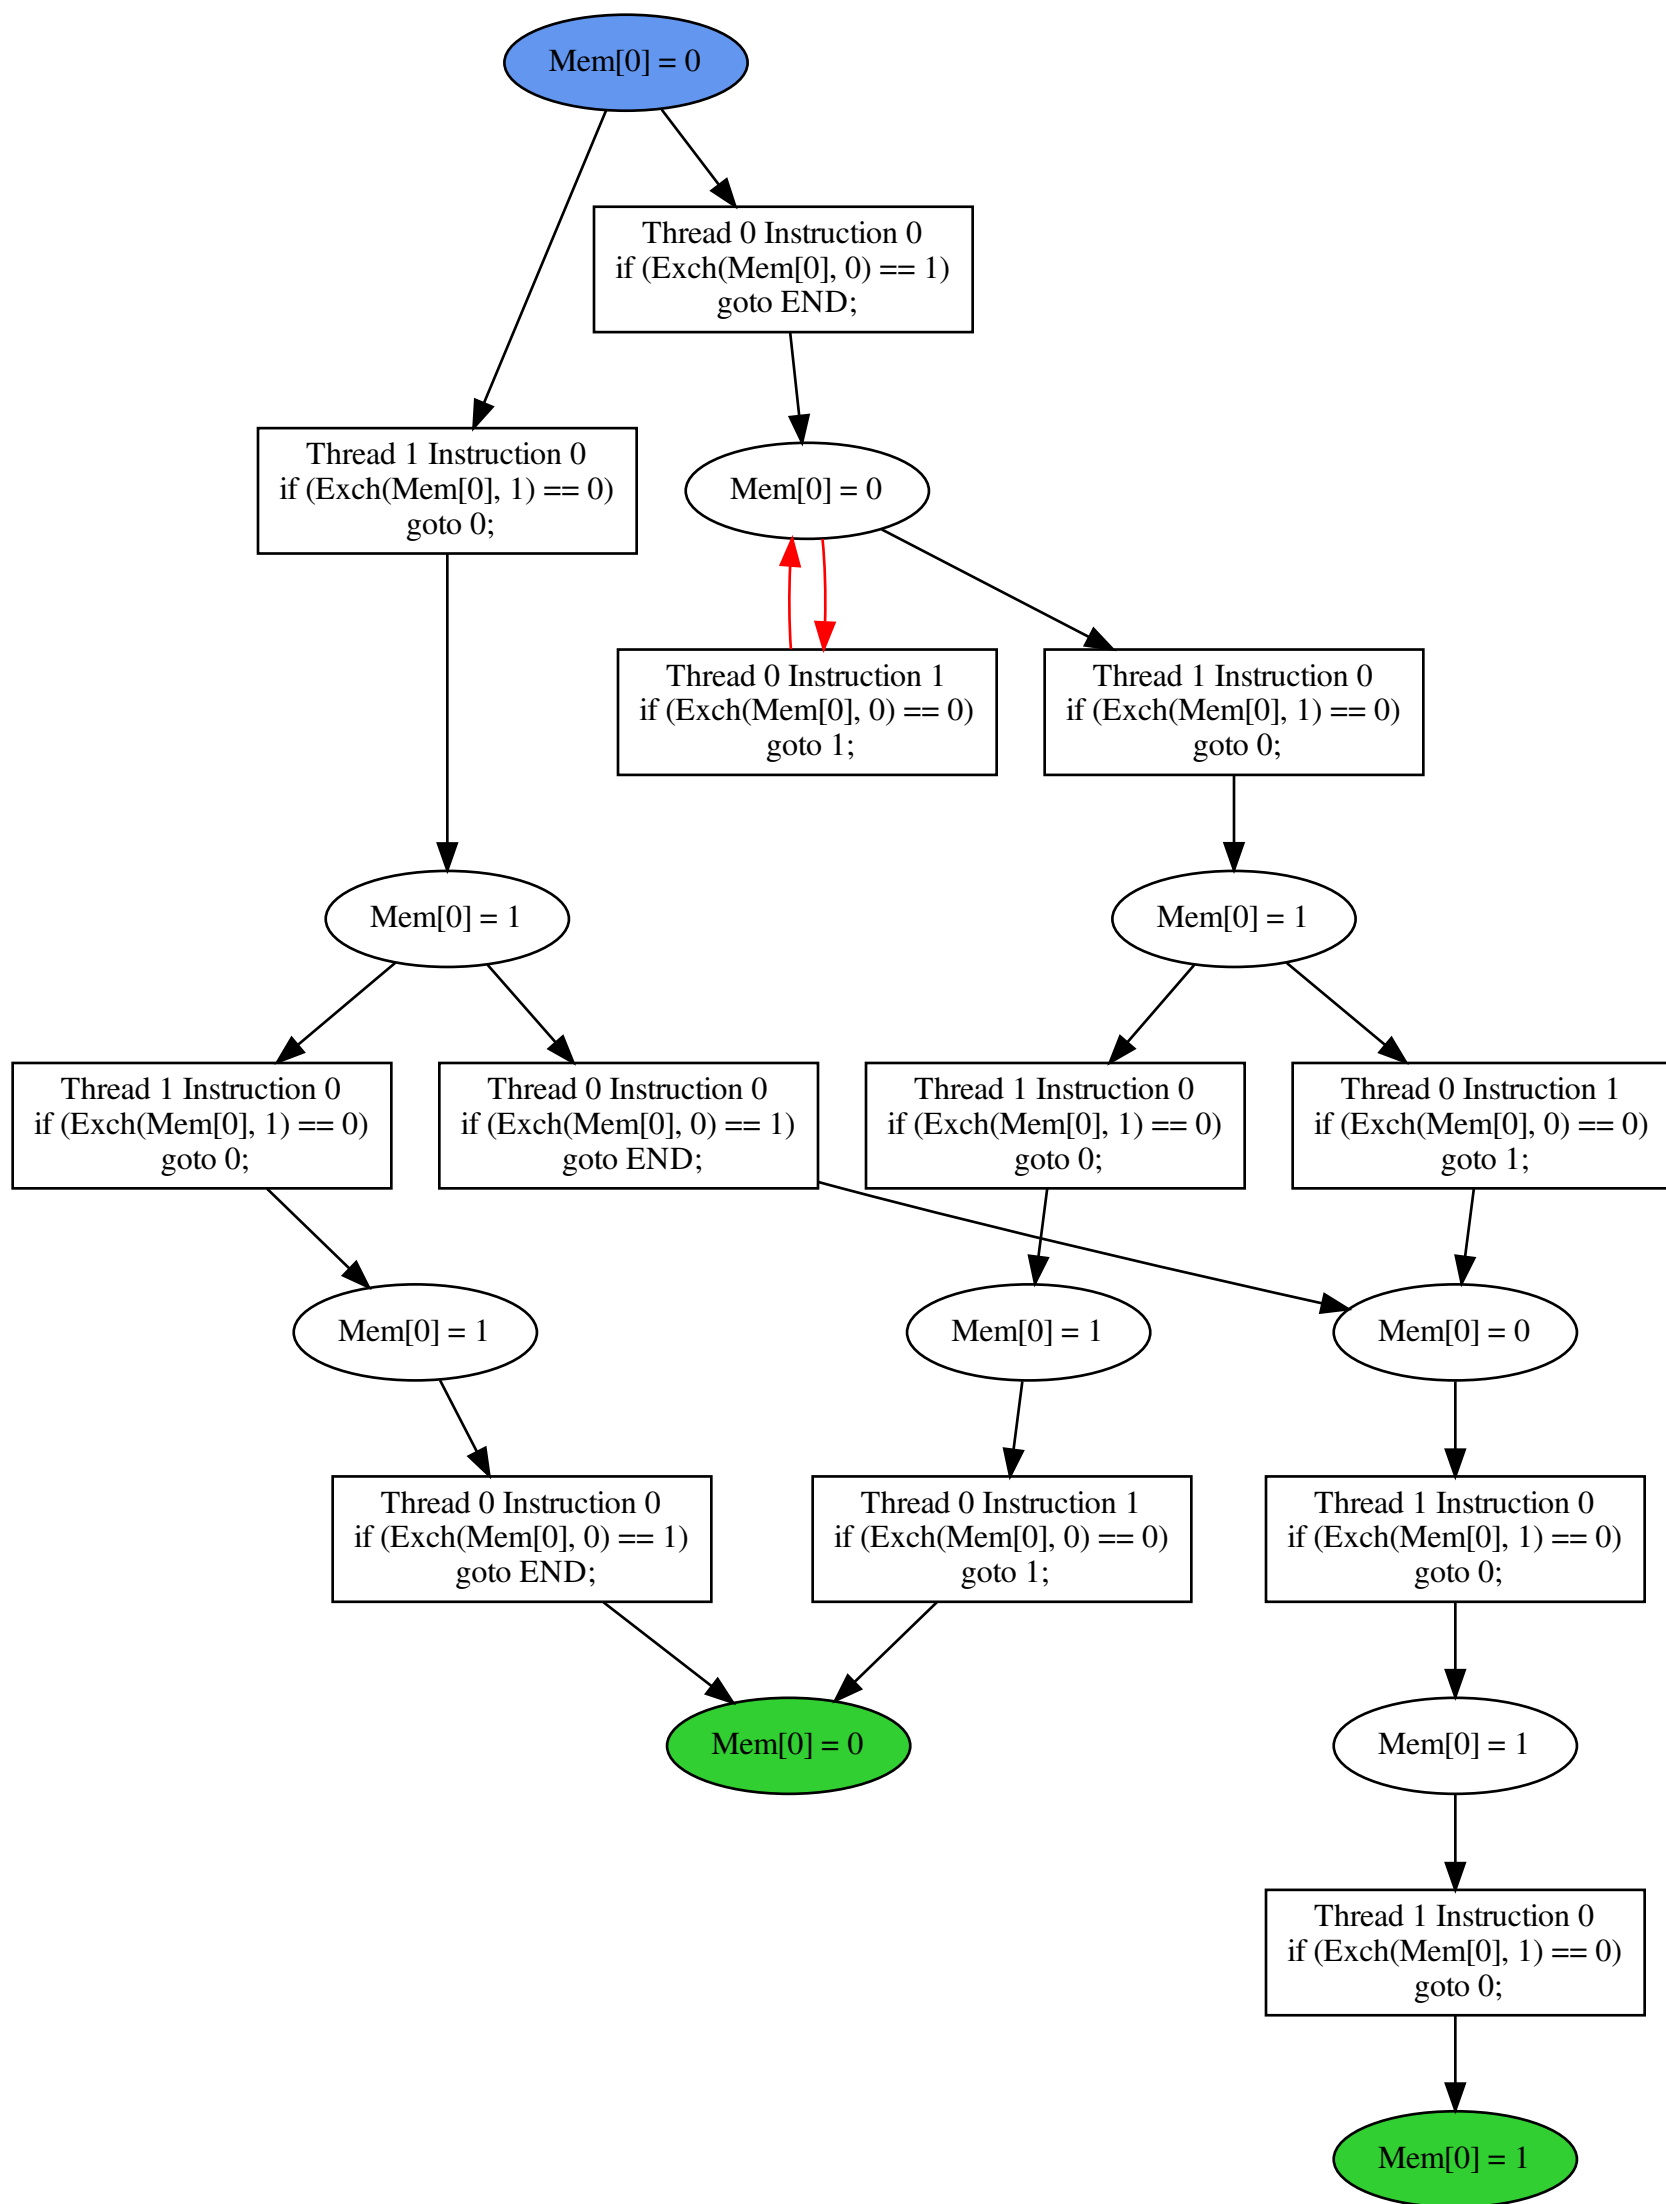 Mem[0] = 0
Thread 0 Instruction 0
if (Exch(Mem[0], 0) == 1)
goto END;
Thread 1 Instruction 0
if (Exch(Mem[0], 1) == 0)
goto 0;
Mem[0] = 0
Thread 0 Instruction 1
if (Exch(Mem[0], 0) == 0)
goto 1;
Thread 1 Instruction 0
if (Exch(Mem[0], 1) == 0)
goto 0;
Mem[0] = 1
Mem[0] = 1
Thread 1 Instruction 0
if (Exch(Mem[0], 1) == 0)
goto 0;
Thread 0 Instruction 0
if (Exch(Mem[0], 0) == 1)
goto END;
Thread 1 Instruction 0
if (Exch(Mem[0], 1) == 0)
goto 0;
Thread 0 Instruction 1
if (Exch(Mem[0], 0) == 0)
goto 1;
Mem[0] = 1
Mem[0] = 1
Mem[0] = 0
Thread 0 Instruction 0
if (Exch(Mem[0], 0) == 1)
goto END;
Thread 0 Instruction 1
if (Exch(Mem[0], 0) == 0)
goto 1;
Thread 1 Instruction 0
if (Exch(Mem[0], 1) == 0)
goto 0;
Mem[0] = 0
Mem[0] = 1
Thread 1 Instruction 0
if (Exch(Mem[0], 1) == 0)
goto 0;
Mem[0] = 1